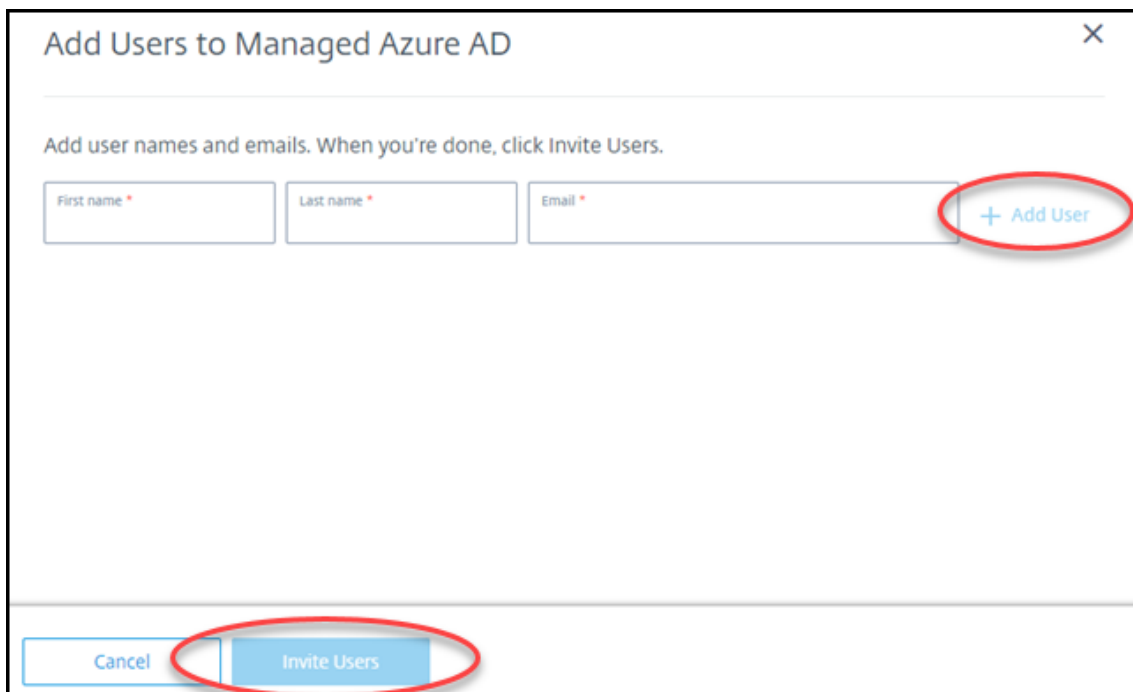 Add Users to Managed Azure AD
Add user names and emails. When you're done, click Invite Users.
First name * Last name * Email * + Add User
Cancel Invite Users